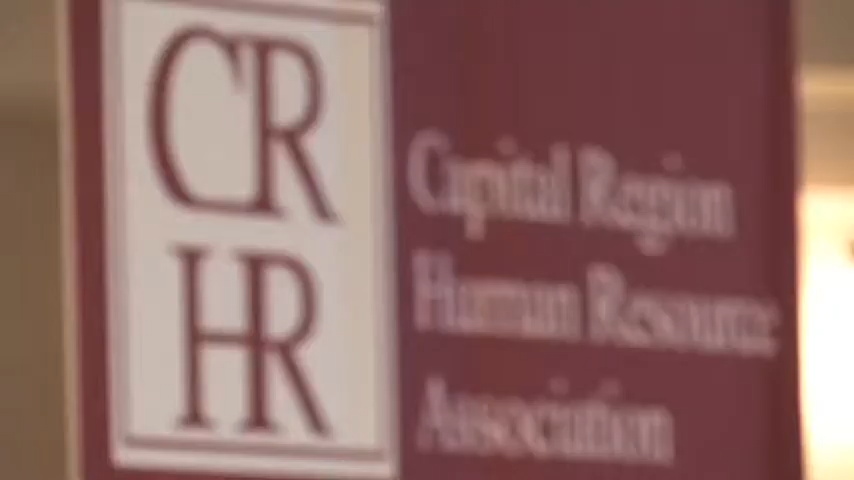 CR
HR
Capital Region
Human Resource
Association